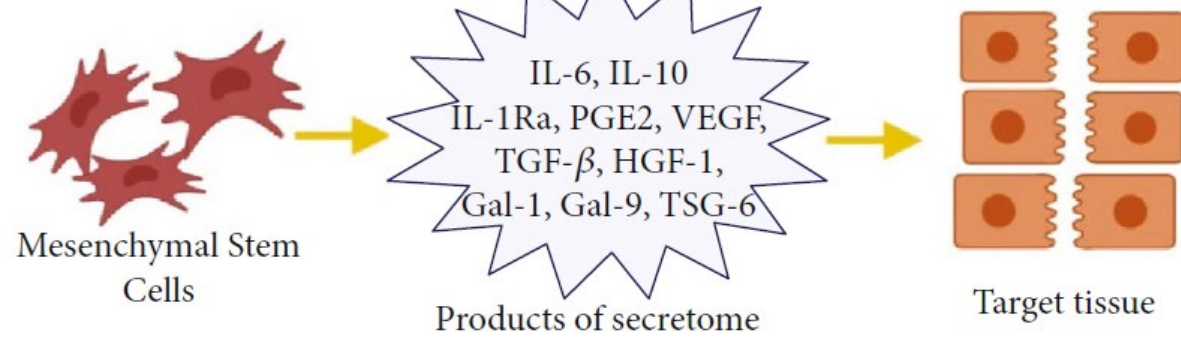 IL-6, IL-10
IL-1Ra, PGE2, VEGF,
TGF-β, HGF-1,
Gal-1, Gal-9, TSG-6
Mesenchymal Stem
Cells
Products of secretome
Target tissue